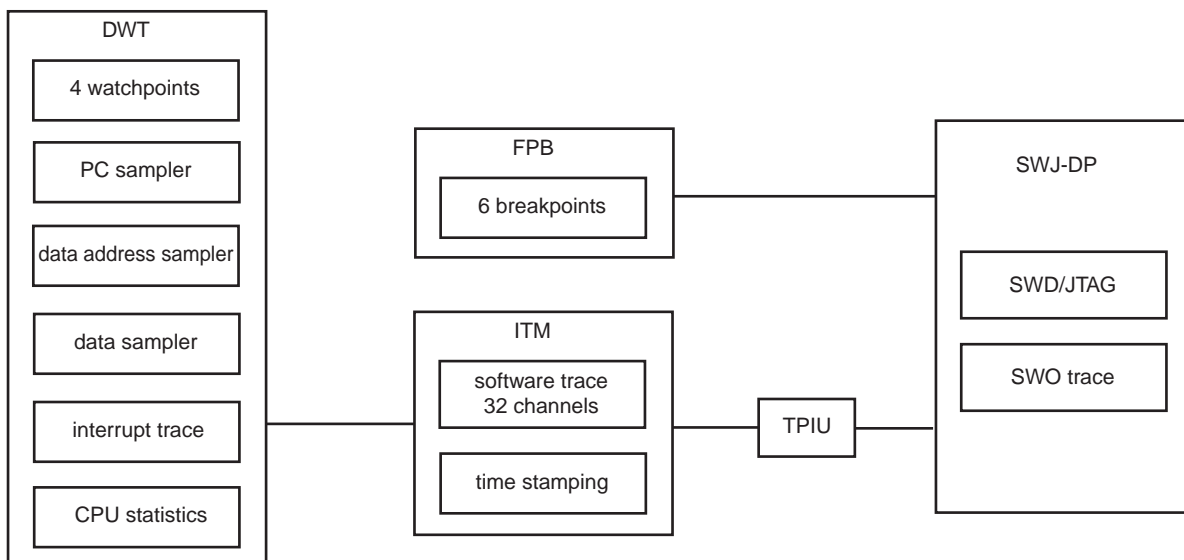 DWT
4 watchpoints
PC sampler
data address sampler
data sampler
interrupt trace
CPU statistics
FPB
6 breakpoints
ITM
software trace
32 channels
time stamping
TPIU
SWJ-DP
SWD/JTAG
SWO trace